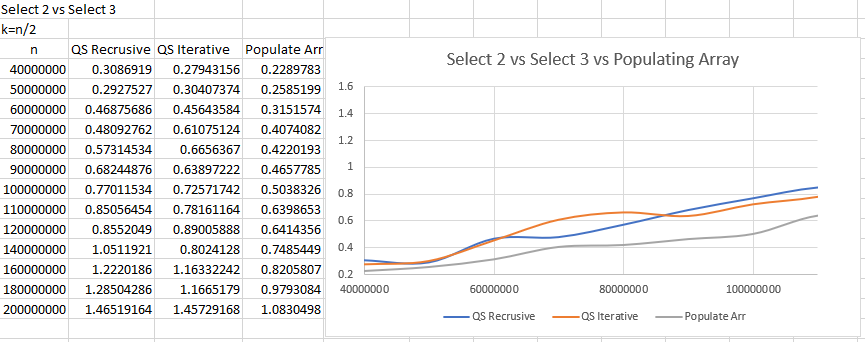 Select 2 vs Select 3
k=n/2
n QS Recrusive QS Iterative Populate Arr
40000000 0.3086919 0.27943156 0.2289783
50000000 0.2927527 0.30407374 0.2585199
60000000 0.46875686 0.45643584 0.3151574
70000000 0.48092762 0.61075124 0.4074082
80000000 0.57314534 0.6656367 0.4220193
90000000 0.68244876 0.63897222 0.4657785
100000000 0.77011534 0.72571742 0.5038326
110000000 0.85056454 0.78161164 0.6398653
120000000 0.8552049 0.89005888 0.6414356
140000000 1.0511921 0.8024128 0.7485449
160000000 1.2220186 1.16332242 0.8205807
180000000 1.28504286 1.1665179 0.9793084
200000000 1.46519164 1.45729168 1.0830498
Select 2 vs Select 3 vs Populating Array
1.6
1.4
1.2
1
0.8
0.6
0.4
0.2
40000000 60000000 80000000 100000000
QS Recrusive QS Iterative Populate Arr